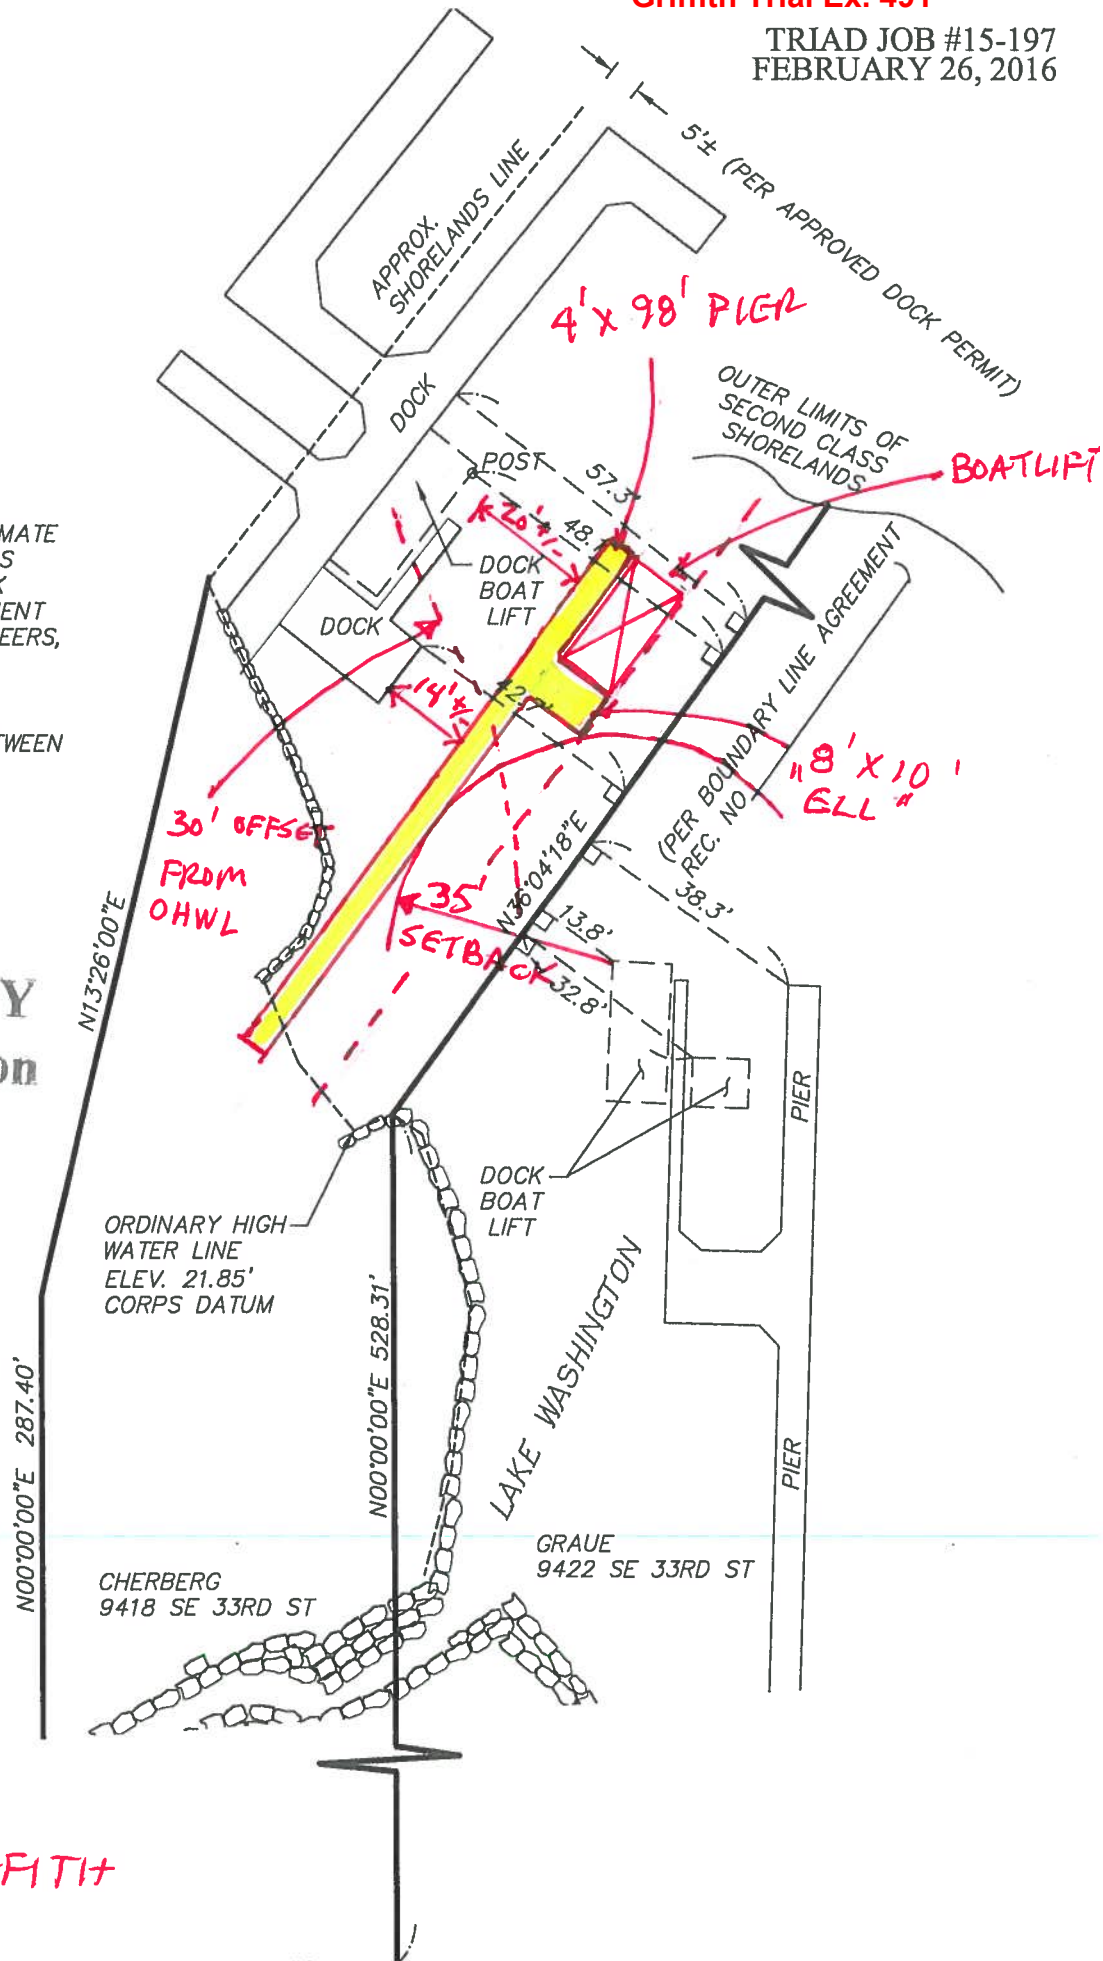 Griffith Trial Ex. 491
TRIAD JOB #15-197
FEBRUARY 26, 2016
5'± (PER APPROVED DOCK PERMIT)
APPROX.
SHORELANDS LINE
4' X 98' PIER
OUTER LIMITS OF
SECOND CLASS
SHORELANDS
BOATLIFT
DOCK
POST
57.3'
48.
20' +/-
DOCK
BOAT
LIFT
DOCK
14'±
42.7'
(PER BOUNDARY LINE AGREEMENT
REC. NO
"8' X 10'
ELL"
30' OFFSET
FROM
OHWL
35'
SETBACK
N36°04'18"E
38.3'
13.8'
32.8'
N13°26'00"E
MATE
S
K
ENT
EERS,
TWEEN
Y
on
PIER
DOCK
BOAT
LIFT
ORDINARY HIGH
WATER LINE
ELEV. 21.85'
CORPS DATUM
LAKE WASHINGTON
N00°00'00"E 528.31'
N00°00'00"E 287.40'
PIER
GRAUE
9422 SE 33RD ST
CHERBERG
9418 SE 33RD ST
FITH